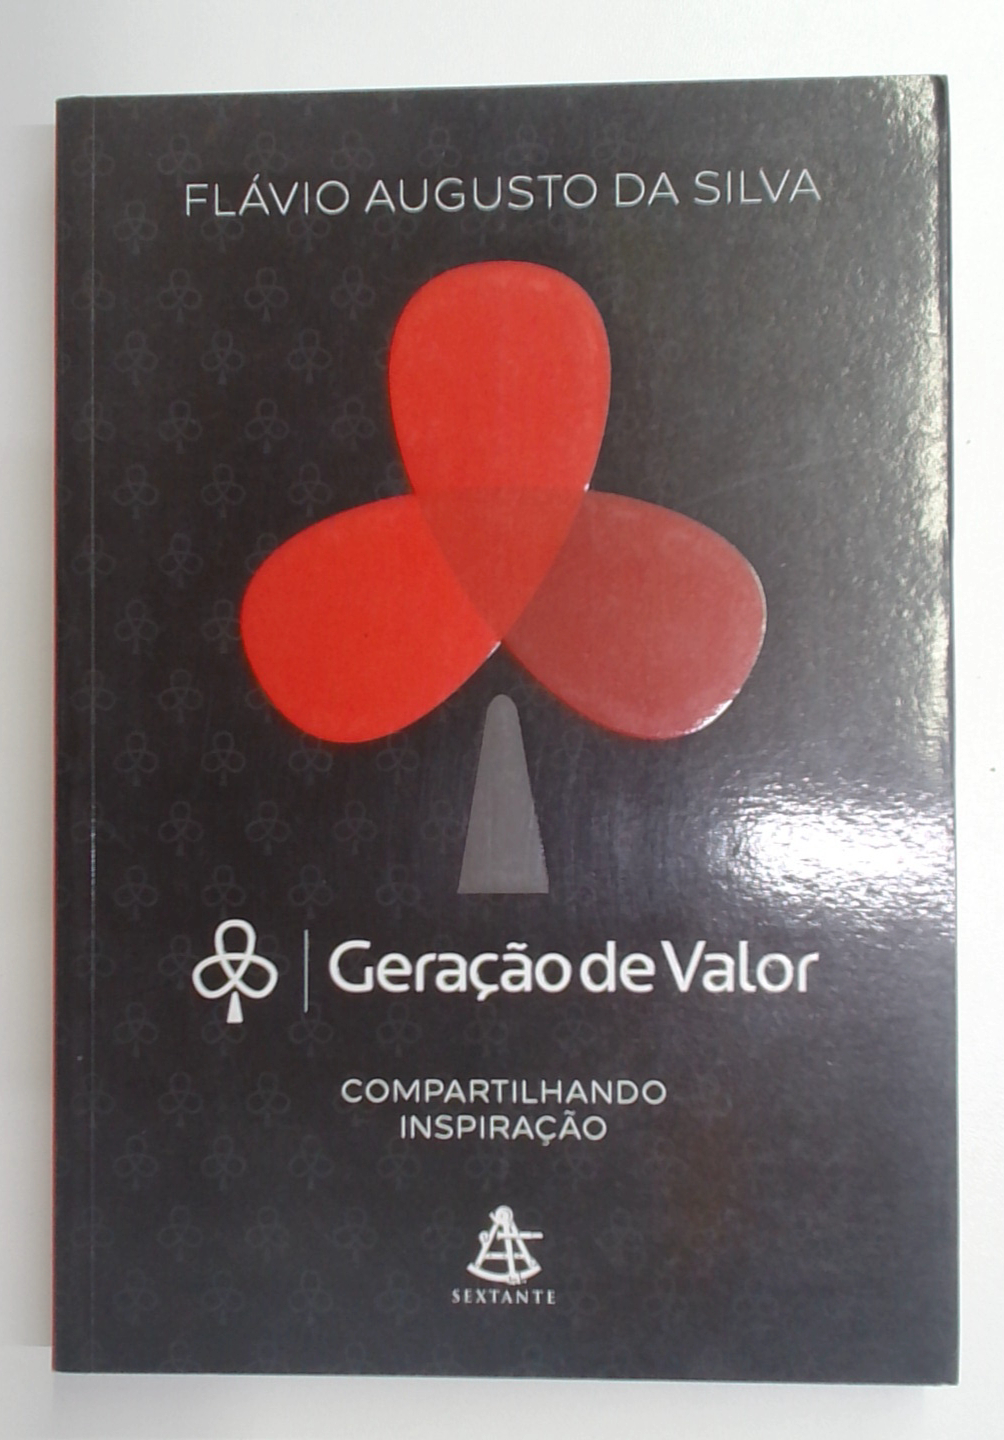 FLÁVIO AUGUSTO DA SILVA
Geração de Valor
COMPARTILHANDO
INSPIRAÇÃO
SEXTANTE